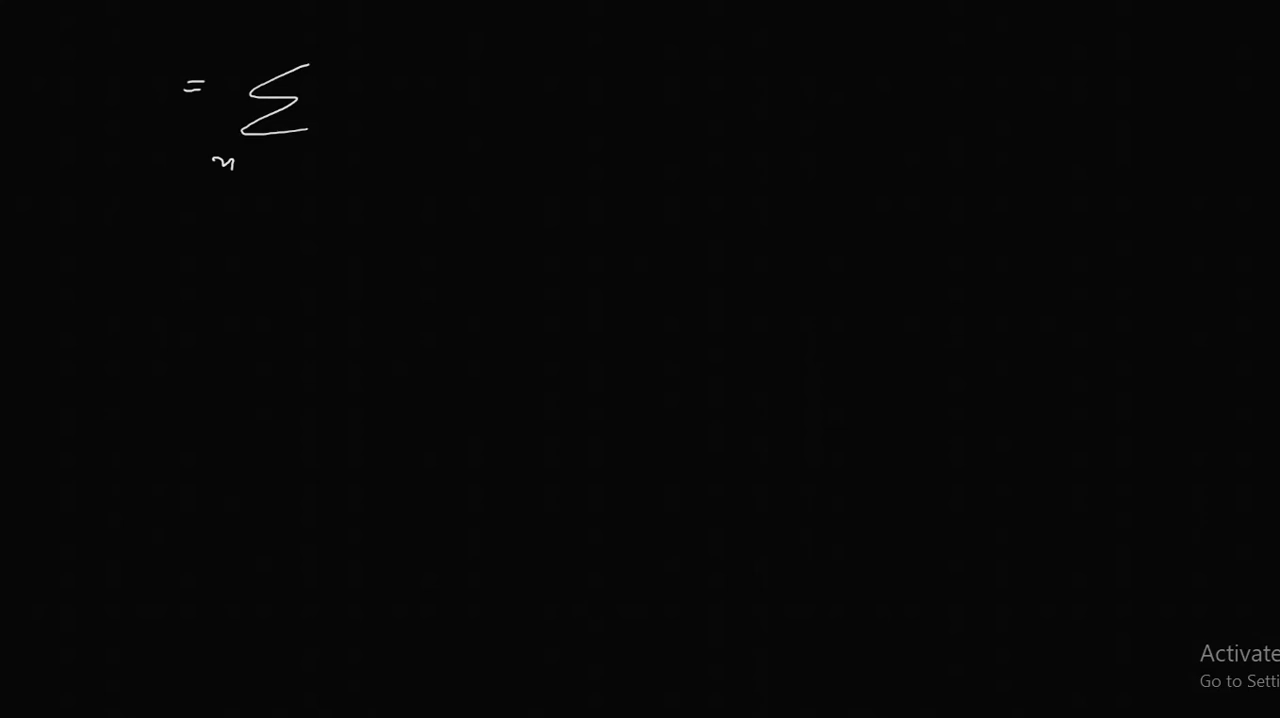 = Σ
n
Activate
Go to Setti